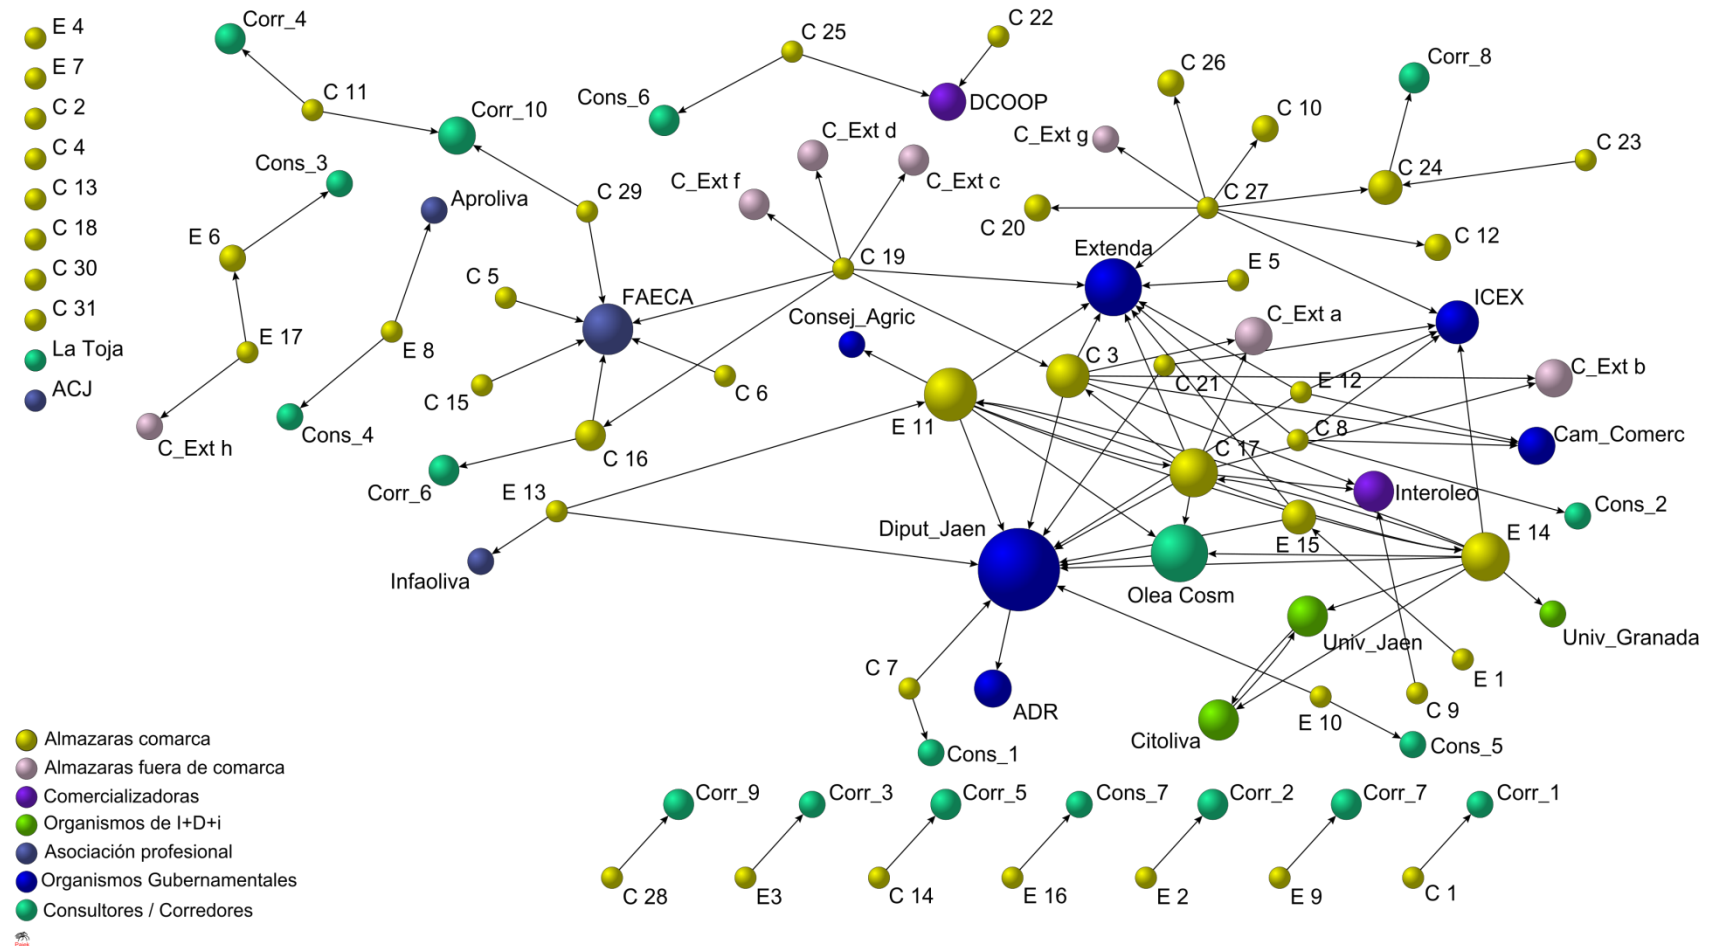 E 4
E 7
C 2
C 4
C 13
C 18
C 30
C 31
La Toja
ACJ
Corr_4
C 11
Corr_10
Cons_3
Aproliva
E 6
E 17
C_Ext h
E 8
Cons_4
C 29
C 5
FAECA
C 15
C 6
C 16
Corr_6
E 13
Infaoliva
C 25
C 22
Cons_6
DCOOP
C_Ext d
C_Ext c
C_Ext f
C 19
Consej_Agric
C 26
C 10
Corr_8
C_Ext g
C 23
C 24
C 27
C 20
C 12
Extenda
E 5
ICEX
C_Ext a
C 3
C 21
E 12
C_Ext b
E 11
C 8
Cam_Comerc
C 17
Interoleo
Cons_2
Diput_Jaen
E 15
E 14
Olea Cosm
Univ_Jaen
Univ_Granada
C 7
ADR
E 1
C 9
E 10
Citoliva
Cons_1
Cons_5
Corr_9
Corr_3
Corr_5
Cons_7
Corr_2
Corr_7
Corr_1
C 28
E3
C 14
E 16
E 2
E 9
C 1
Almazaras comarca
Almazaras fuera de comarca
Comercializadoras
Organismos de I+D+i
Asociación profesional
Organismos Gubernamentales
Consultores / Corredores